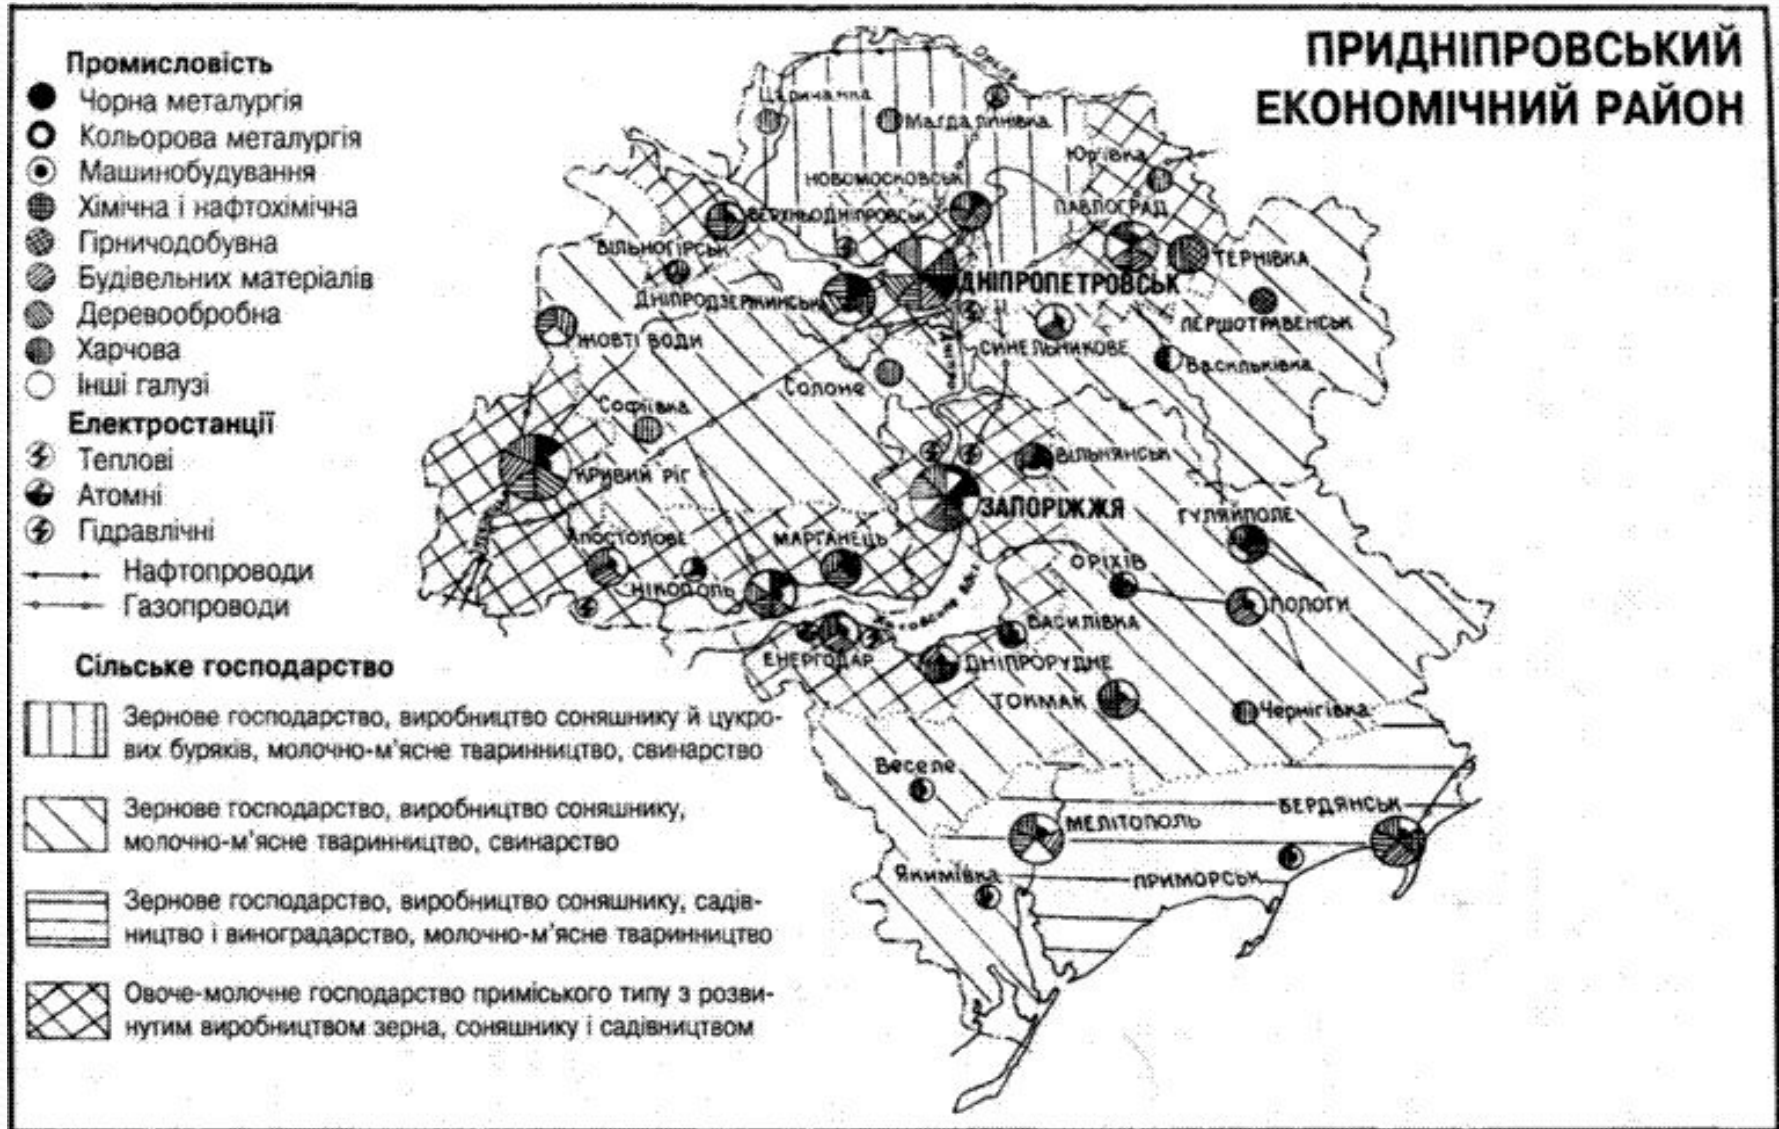 ПРИДНІПРОВСЬКИЙ
ЕКОНОМІЧНИЙ РАЙОН
Промисловість
Чорна металургія
Кольорова металургія
Машинобудування
Хімічна і нафтохімічна
Гірничодобувна
Будівельних матеріалів
Деревообробна
Харчова
Інші галузі
Електростанції
Теплові
Атомні
Гідравлічні
Нафтопроводи
Газопроводи
Сільське господарство
Зернове господарство, виробництво соняшнику й цукро-
вих буряків, молочно-м'ясне тваринництво, свинарство
Зернове господарство, виробництво соняшнику,
молочно-м'ясне тваринництво, свинарство
Зернове господарство, виробництво соняшнику, садів-
ництво і виноградарство, молочно-м'ясне тваринництво
Овоче-молочне господарство приміського типу з розви-
нутим виробництвом зерна, соняшнику і садівництвом
Оріль
Царичанка
Магдалинівка
Юр'ївка
НОВОМОСКОВСЬК
ПАВЛОГРАД
ВЕРХНЬОДНІПРОВСЬК
ВІЛЬНОГІРСЬК
ТЕРНІВКА
ДНІПРОПЕТРОВСЬК
ДНІПРОДЗЕРЖИНСЬК
ПЕРШОТРАВЕНСЬК
ЖОВТІ ВОДИ
СИНЕЛЬНИКОВЕ
Васильківка
Солоне
Софіївка
ВІЛЬНЯНСЬК
КРИВИЙ РІГ
ЗАПОРІЖЖЯ
ГУЛЯЙПОЛЕ
АПОСТОЛОВЕ
МАРГАНЕЦЬ
ОРІХІВ
НІКОПОЛЬ
ПОЛОГИ
ВАСИЛІВКА
ЕНЕРГОДАР
ДНІПРОРУДНЕ
ТОКМАК
Чернігівка
Веселе
БЕРДЯНСЬК
МЕЛІТОПОЛЬ
Якимівка
ПРИМОРСЬК